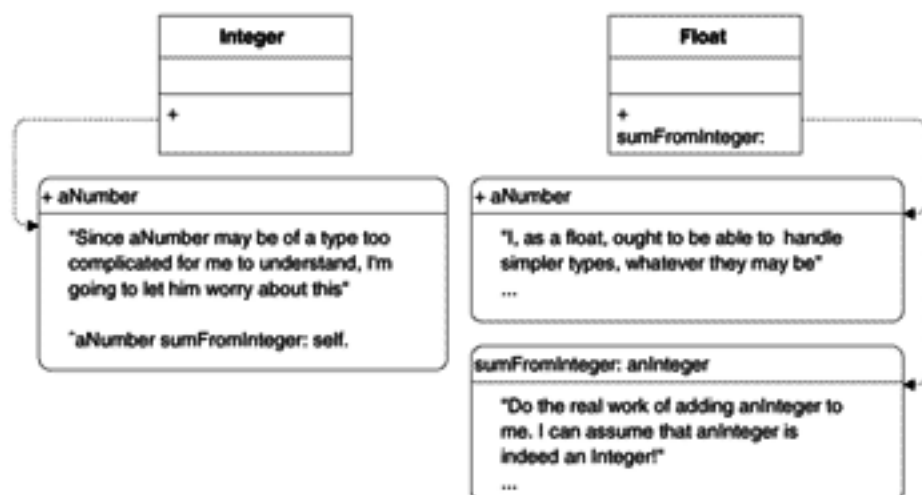 Integer
+
+ aNumber
"Since aNumber may be of a type too
complicated for me to understand, I'm
going to let him worry about this"
^aNumber sumFromInteger: self.
Float
+
sumFromInteger:
+ aNumber
"I, as a float, ought to be able to handle
simpler types, whatever they may be"
...
sumFromInteger: anInteger
"Do the real work of adding anInteger to
me. I can assume that anInteger is
indeed an Integer!"
...